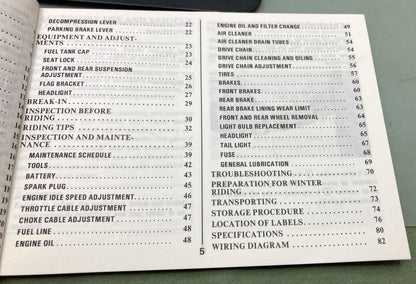 DECOMPRESSION LEVER 22
PARKING BRAKE LEVER 22
EQUIPMENT AND ADJUST-
MENTS 23
FUEL TANK CAP 23
SEAT LOCK 24
FRONT AND REAR SUSPENSION
ADJUSTMENT 25
FLAG BRACKET 26
HEADLIGHT 27
BREAK-IN 29
INSPECTION BEFORE
RIDING 30
RIDING TIPS 32
INSPECTION AND MAINTE-
NANCE 39
MAINTENANCE SCHEDULE 39
TOOLS 42
BATTERY 43
SPARK PLUG 45
ENGINE IDLE SPEED ADJUSTMENT 46
THROTTLE CABLE ADJUSTMENT 47
CHOKE CABLE ADJUSTMENT 47
FUEL LINE 48
ENGINE OIL 48
ENGINE OIL AND FILTER CHANGE 49
AIR CLEANER 51
AIR CLEANER DRAIN TUBES 54
DRIVE CHAIN 54
DRIVE CHAIN CLEANING AND OILING 55
DRIVE CHAIN ADJUSTMENT 56
TIRES 57
BRAKES 60
FRONT BRAKES 60
REAR BRAKE 63
REAR BRAKE LINING WEAR LIMIT 63
FRONT AND REAR WHEEL REMOVAL 64
LIGHT BULB REPLACEMENT 65
HEADLIGHT 65
TAIL LIGHT 67
FUSE 68
GENERAL LUBRICATION 69
TROUBLESHOOTING 70
PREPARATION FOR WINTER
RIDING 72
TRANSPORTING 73
STORAGE PROCEDURE 74
LOCATION OF LABELS 76
SPECIFICATIONS 80
WIRING DIAGRAM 82
5